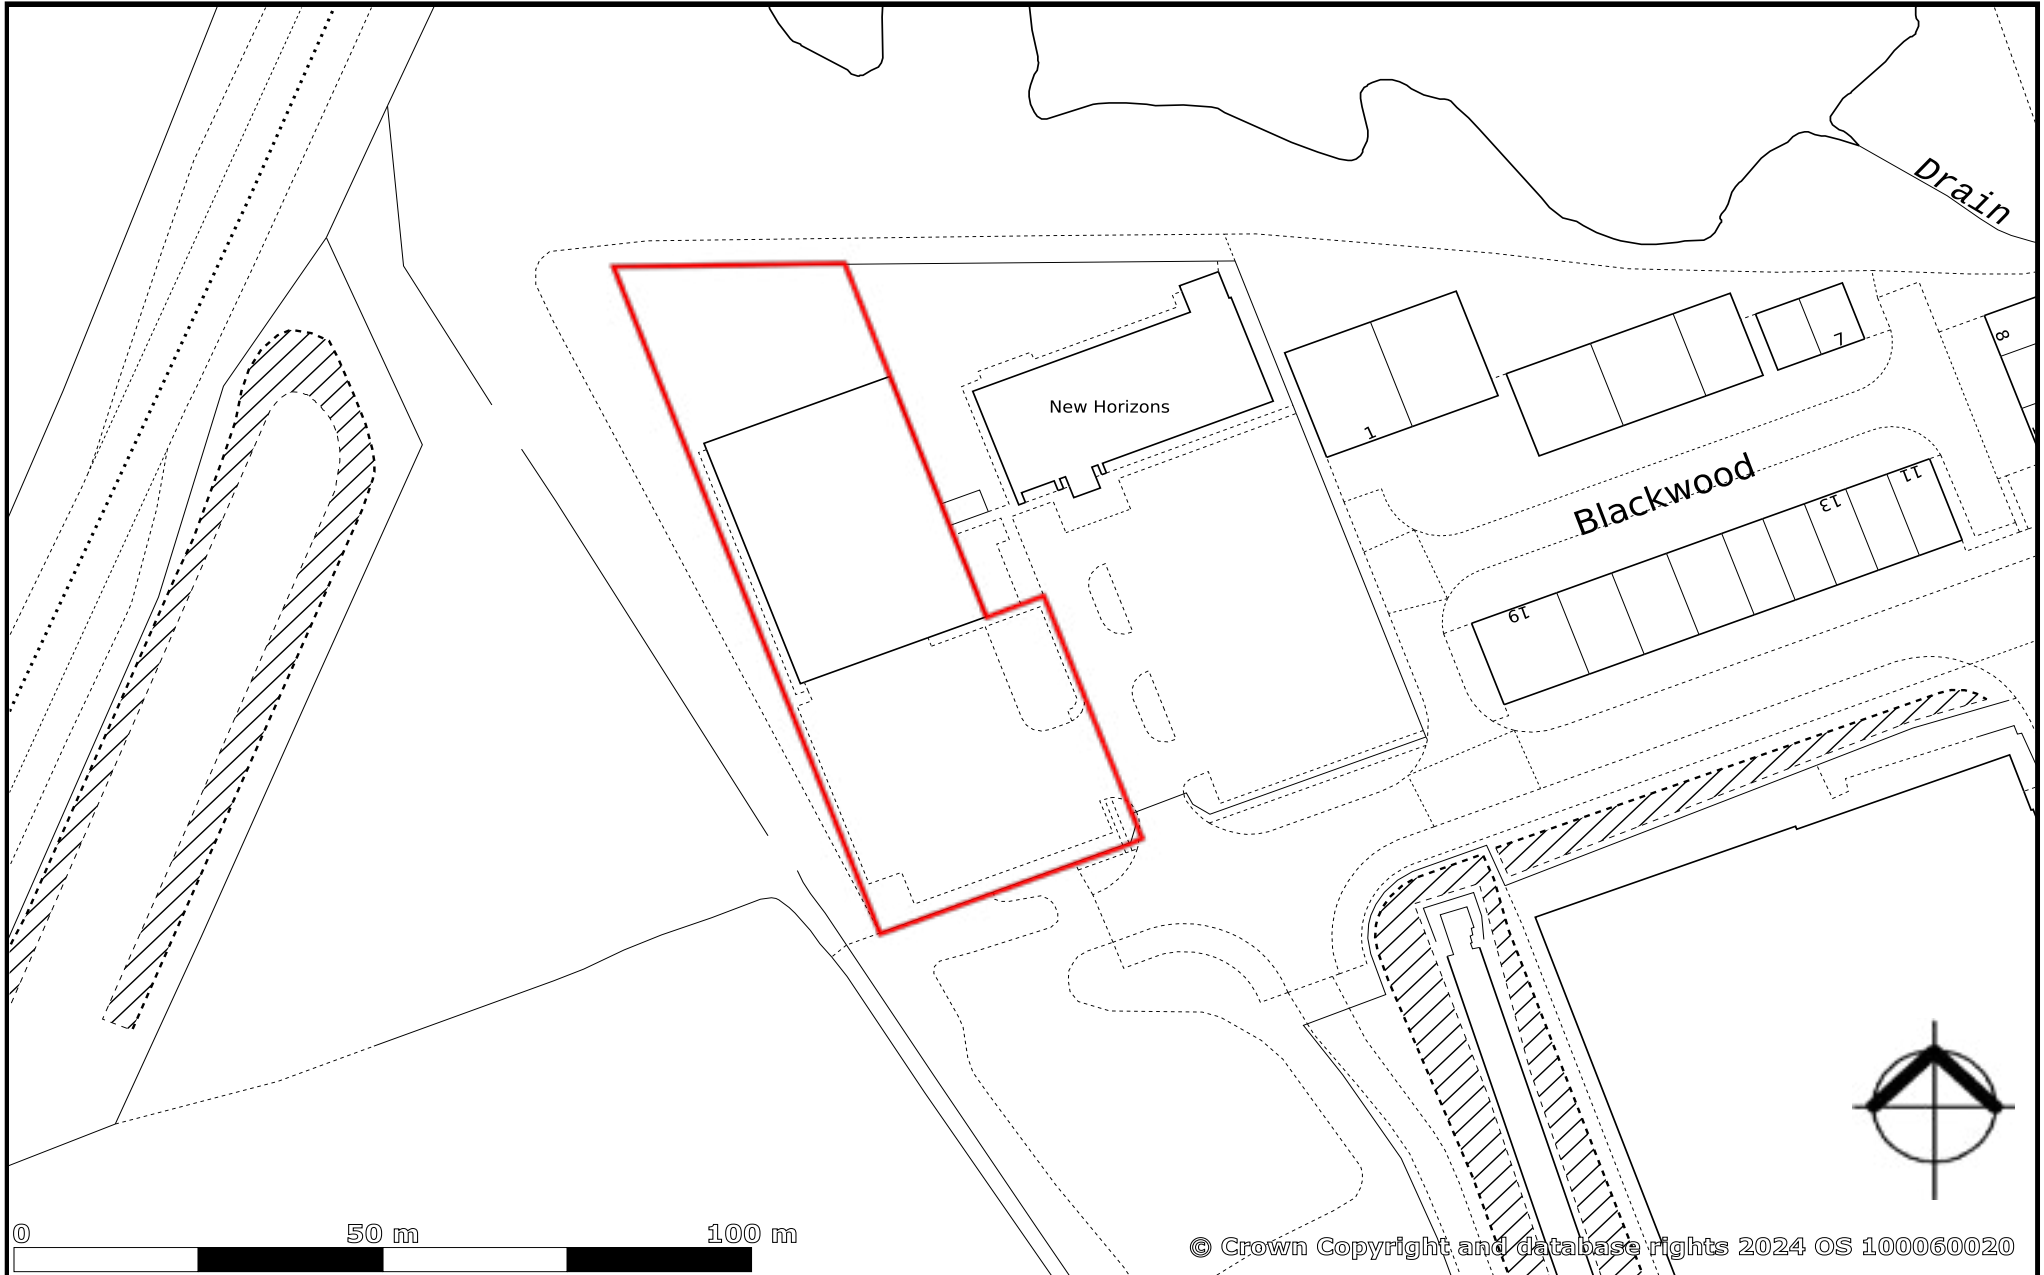 Drain
New Horizons
1
7
8
Blackwood
11
13
19
0 50 m 100 m
© Crown Copyright and database rights 2024 OS 100060020